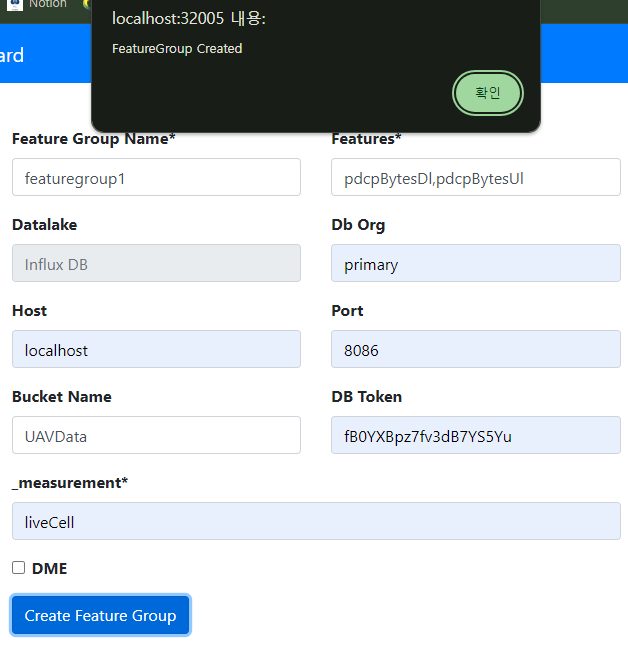 Notion
ard
localhost:32005 내용:
FeatureGroup Created
확인
Feature Group Name*
Features*
featuregroup1
pdcpBytesDl,pdcpBytesUl
Datalake
Db Org
Influx DB
primary
Host
Port
localhost
8086
Bucket Name
DB Token
UAVData
fB0YXBpz7fv3dB7YS5Yu
_measurement*
liveCell
DME
Create Feature Group